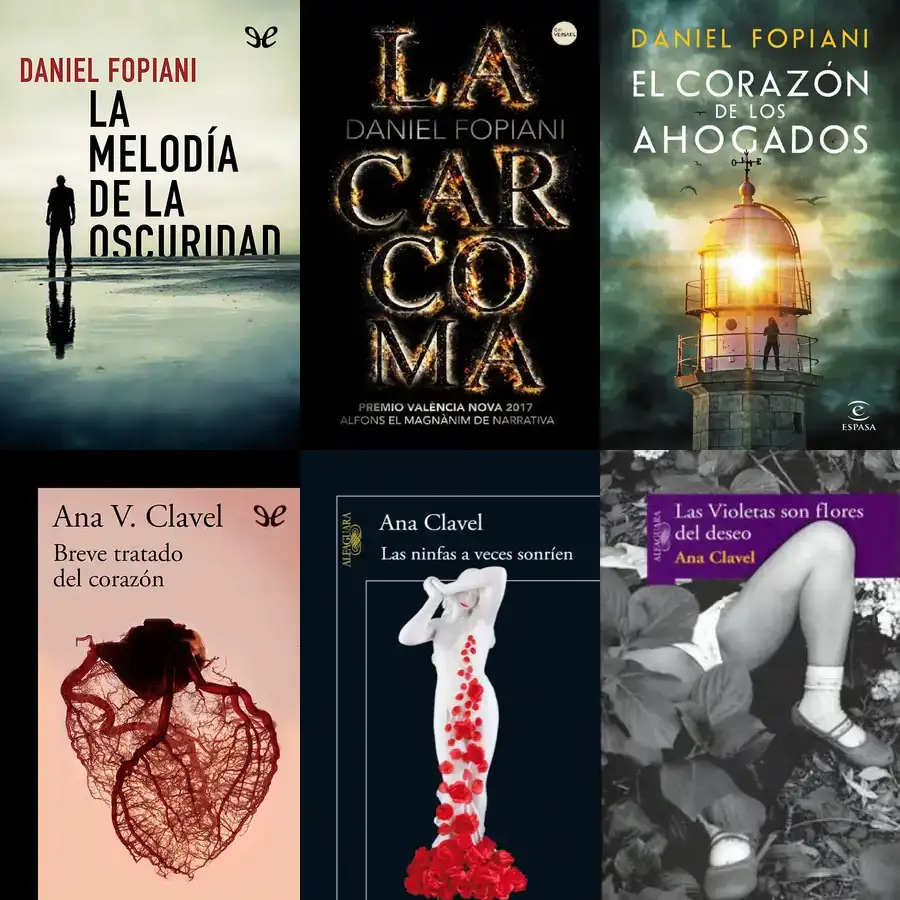 DANIEL FOPIANI
LA
MELODÍA
DE LA
OSCURIDAD
LA
DANIEL FOPIANI
CAR
CO
MA
PREMIO VALÈNCIA NOVA 2017
ALFONS EL MAGNÀNIM DE NARRATIVA
DANIEL FOPIANI
EL CORAZÓN
DE LOS
AHOGADOS
e
ESPASA
Ana V. Clavel
Breve tratado
del corazón
ALFAGUARA
Ana Clavel
Las ninfas a veces sonríen
ALFAGUARA
Las Violetas son flores
del deseo
Ana Clavel